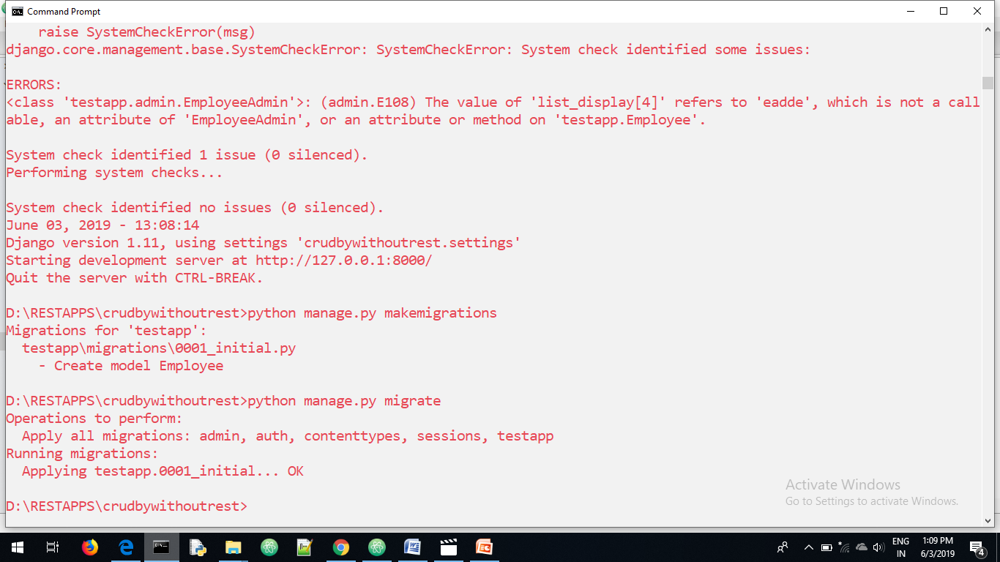 Command Prompt
raise SystemCheckError(msg)
django.core.management.base.SystemCheckError: SystemCheckError: System check identified some issues:
ERRORS:
<class 'testapp.admin.EmployeeAdmin'>: (admin.E108) The value of 'list_display[4]' refers to 'eadde', which is not a call
able, an attribute of 'EmployeeAdmin', or an attribute or method on 'testapp.Employee'.
System check identified 1 issue (0 silenced).
Performing system checks...
System check identified no issues (0 silenced).
June 03, 2019 - 13:08:14
Django version 1.11, using settings 'crudbywithoutrest.settings'
Starting development server at http://127.0.0.1:8000/
Quit the server with CTRL-BREAK.
D:\RESTAPPS\crudbywithoutrest>python manage.py makemigrations
Migrations for 'testapp':
testapp\migrations\0001_initial.py
- Create model Employee
D:\RESTAPPS\crudbywithoutrest>python manage.py migrate
Operations to perform:
Apply all migrations: admin, auth, contenttypes, sessions, testapp
Running migrations:
Applying testapp.0001_initial... OK
Activate Windows
Go to Settings to activate Windows.
D:\RESTAPPS\crudbywithoutrest>
ENG
IN
1:09 PM
6/3/2019
4